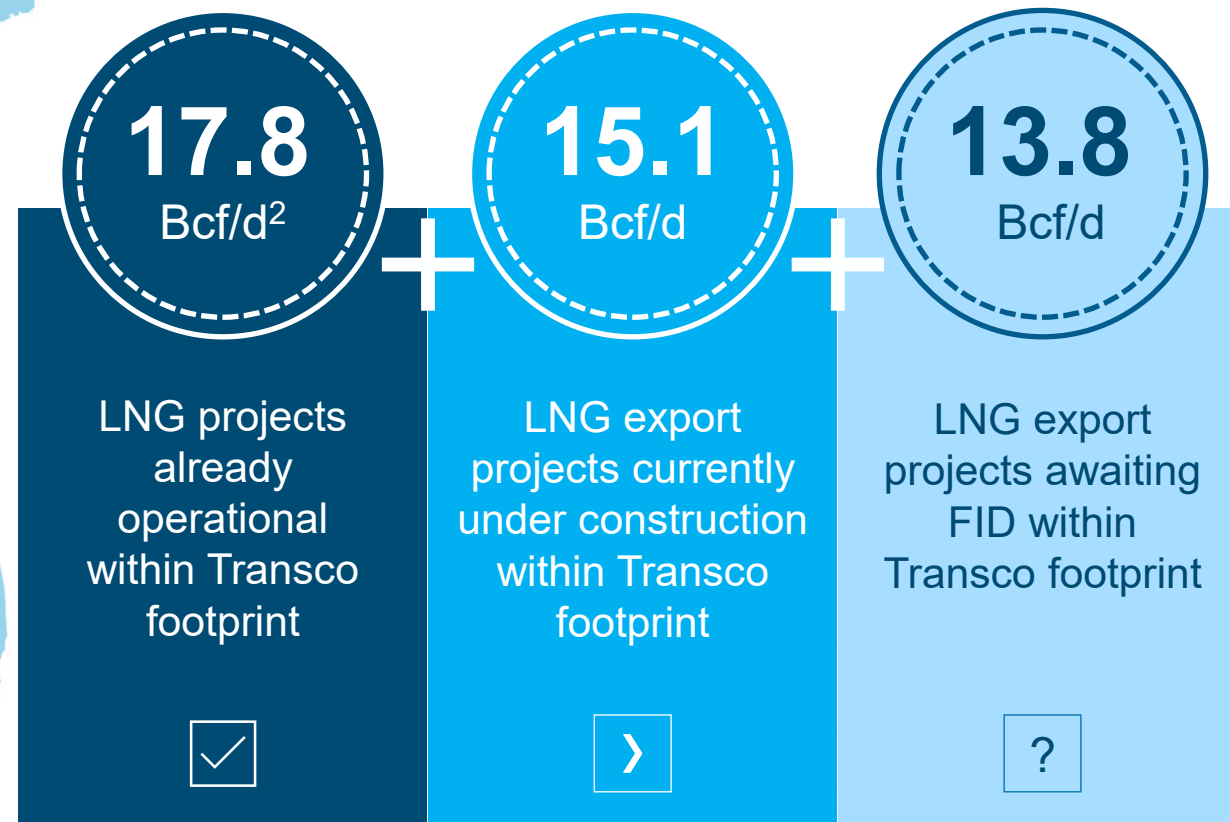 17.8
Bcf/d²
LNG projects
already
operational
within Transco
footprint
+
15.1
Bcf/d
LNG export
projects currently
under construction
within Transco
footprint
+
13.8
Bcf/d
LNG export
projects awaiting
FID within
Transco footprint
?